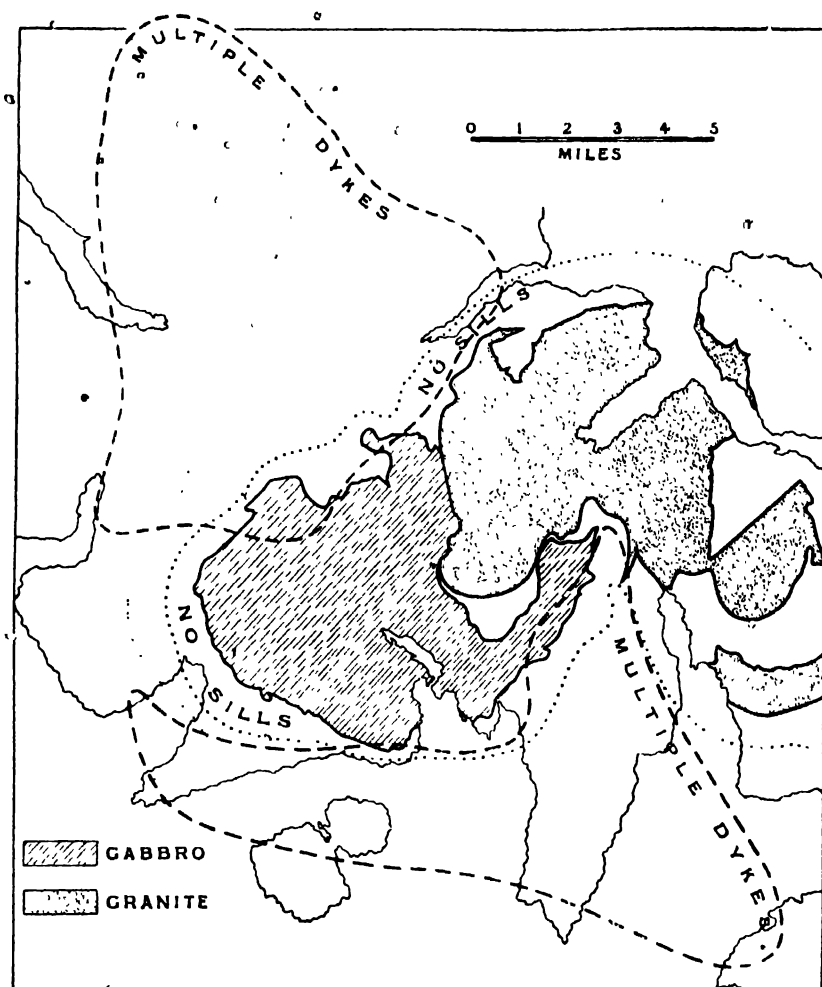 MULTIPLE DYKES
0 1 2 3 4 5
MILES
NO SILLS
NO SILLS
MULTIPLE DYKES
GABBRO
GRANITE